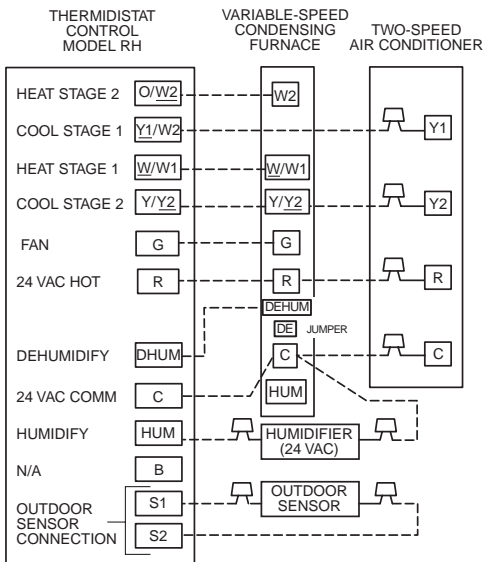 THERMIDISTAT CONTROL MODEL RH
VARIABLE-SPEED CONDENSING FURNACE
TWO-SPEED AIR CONDITIONER
HEAT STAGE 2 O/W2 W2
COOL STAGE 1 Y1/W2 Y1
HEAT STAGE 1 W/W1 W/W1
COOL STAGE 2 Y/Y2 Y/Y2 Y2
FAN G G
24 VAC HOT R R R
DEHUM
DE JUMPER
DEHUMIDIFY DHUM C C
24 VAC COMM C HUM
HUMIDIFY HUM HUMIDIFIER (24 VAC)
N/A B
OUTDOOR SENSOR CONNECTION S1 OUTDOOR SENSOR
S2